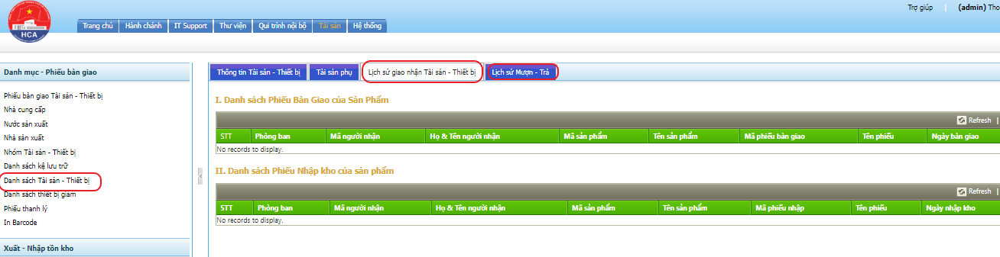 Trợ giúp | (admin) Tho
HCA
Trang chủ Hành chánh IT Support Thư viện Qui trình nội bộ Tài sản Hệ thống
Danh mục - Phiếu bàn giao
Phiếu bàn giao Tài sản - Thiết bị
Nhà cung cấp
Nước sản xuất
Nhà sản xuất
Nhóm Tài sản - Thiết bị
Danh sách kệ lưu trữ
Danh sách Tài sản - Thiết bị
Danh sách thiết bị giảm
Phiếu thanh lý
In Barcode
Xuất - Nhập tồn kho
Thông tin Tài sản - Thiết bị Tài sản phụ Lịch sử giao nhận Tài sản - Thiết bị Lịch sử Mượn - Trả
I. Danh sách Phiếu Bàn Giao của Sản Phẩm
Refresh |
STT Phòng ban Mã người nhận Họ & Tên người nhận Mã sản phẩm Tên sản phẩm Mã phiếu bàn giao Tên phiếu Ngày bàn giao
No records to display.
II. Danh sách Phiếu Nhập kho của sản phẩm
Refresh |
STT Phòng ban Mã người nhận Họ & Tên người nhận Mã sản phẩm Tên sản phẩm Mã phiếu nhập Tên phiếu Ngày nhập kho
No records to display.